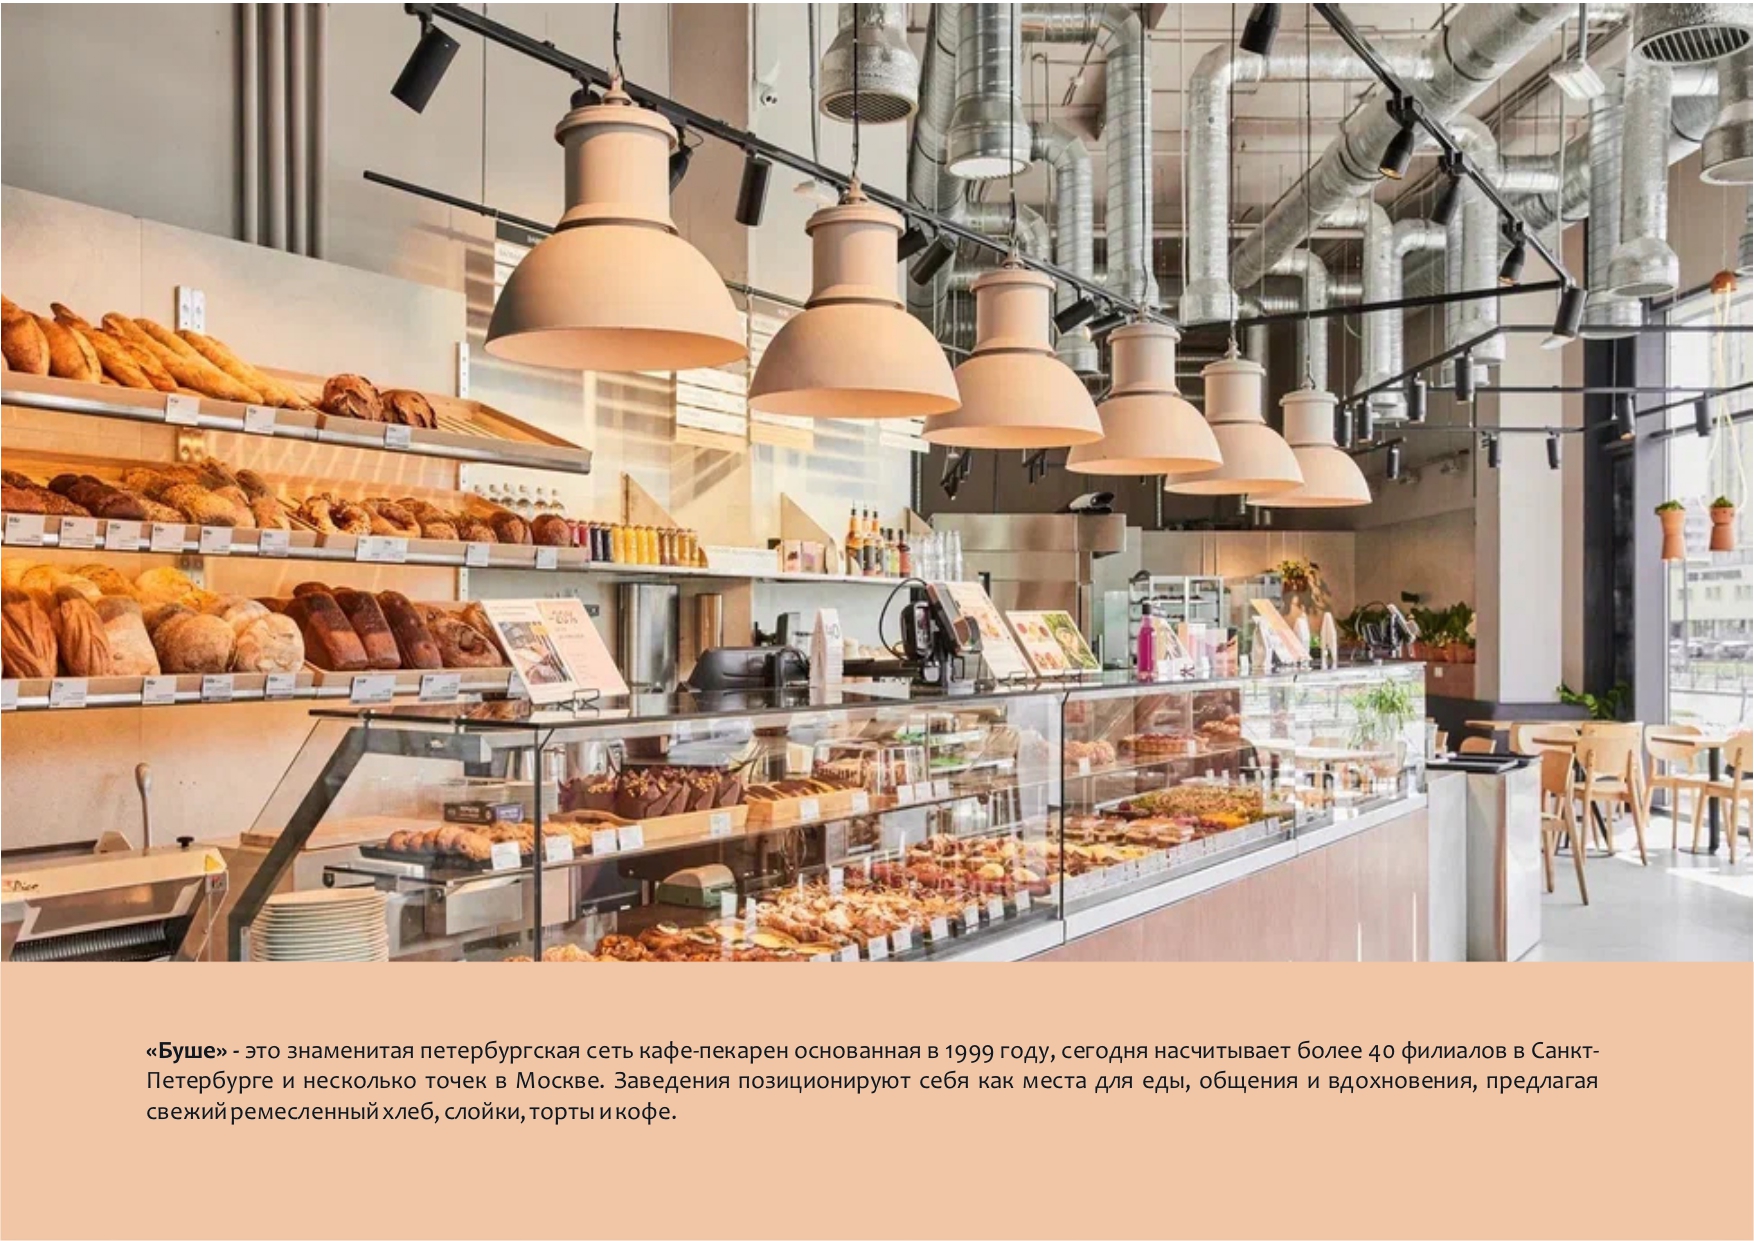 -20%
«Буше» - это знаменитая петербургская сеть кафе-пекарен основанная в 1999 году, сегодня насчитывает более 40 филиалов в Санкт-
Петербурге и несколько точек в Москве. Заведения позиционируют себя как места для еды, общения и вдохновения, предлагая
свежий ремесленный хлеб, слойки, торты и кофе.